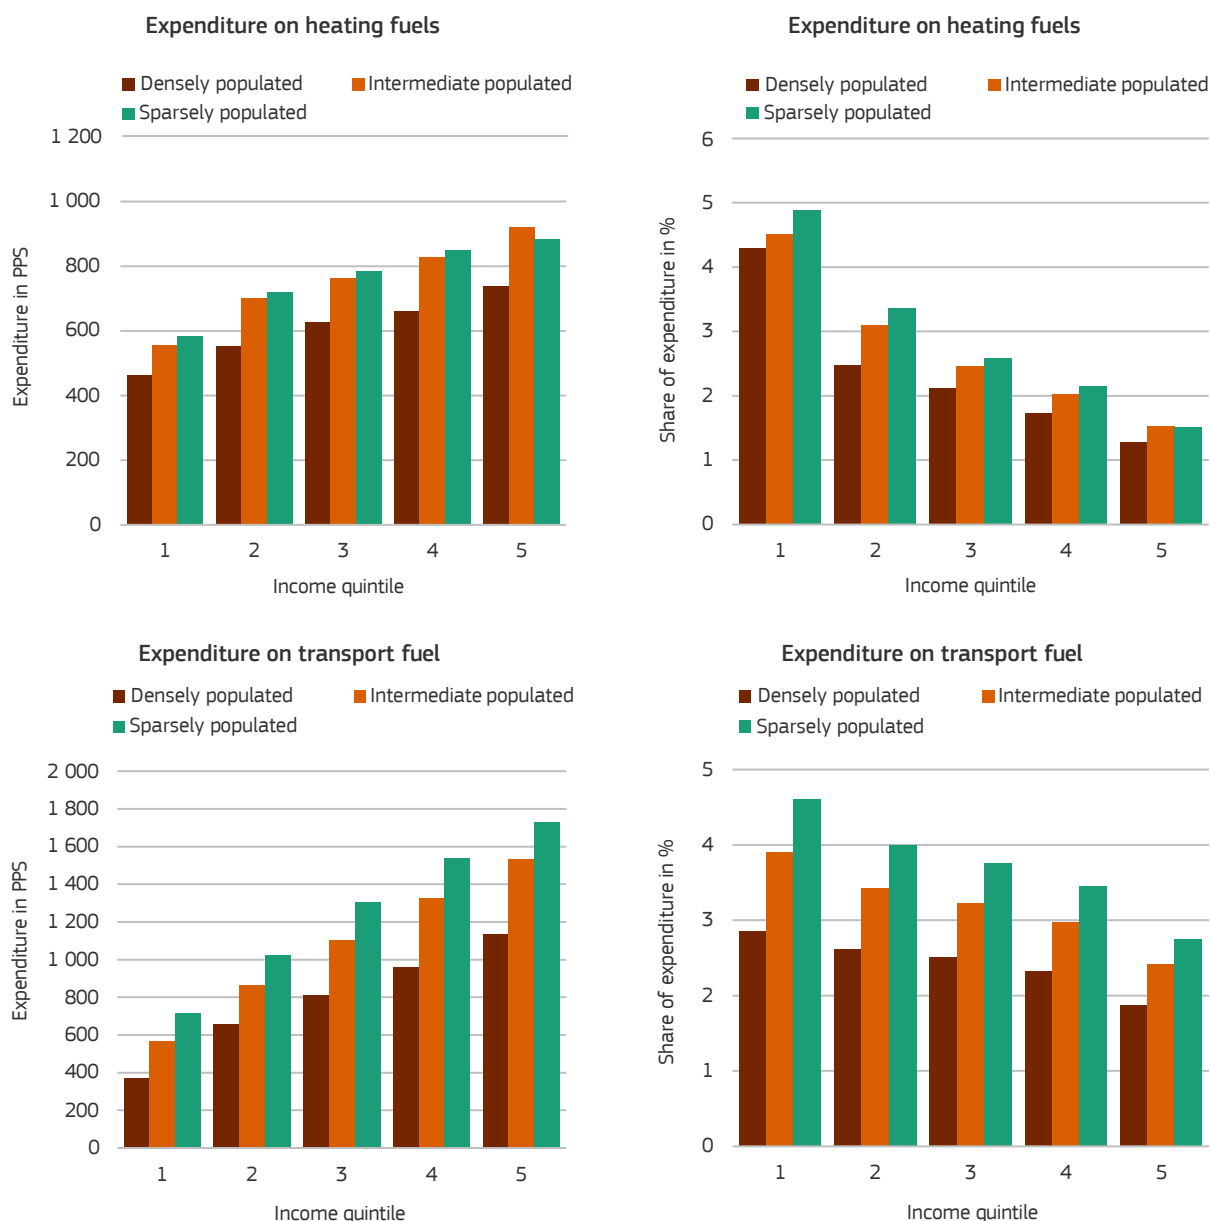 Expenditure on heating fuels
Densely populated
Intermediate populated
Sparsely populated
1 200
1 000
800
600
400
200
0
Expenditure in PPS
1 2 3 4 5
Income quintile
Expenditure on heating fuels
Densely populated
Intermediate populated
Sparsely populated
6
5
4
3
2
1
0
Share of expenditure in %
1 2 3 4 5
Income quintile
Expenditure on transport fuel
Densely populated
Intermediate populated
Sparsely populated
2 000
1 800
1 600
1 400
1 200
1 000
800
600
400
200
0
Expenditure in PPS
1 2 3 4 5
Income quintile
Expenditure on transport fuel
Densely populated
Intermediate populated
Sparsely populated
5
4
3
2
1
0
Share of expenditure in %
1 2 3 4 5
Income quintile